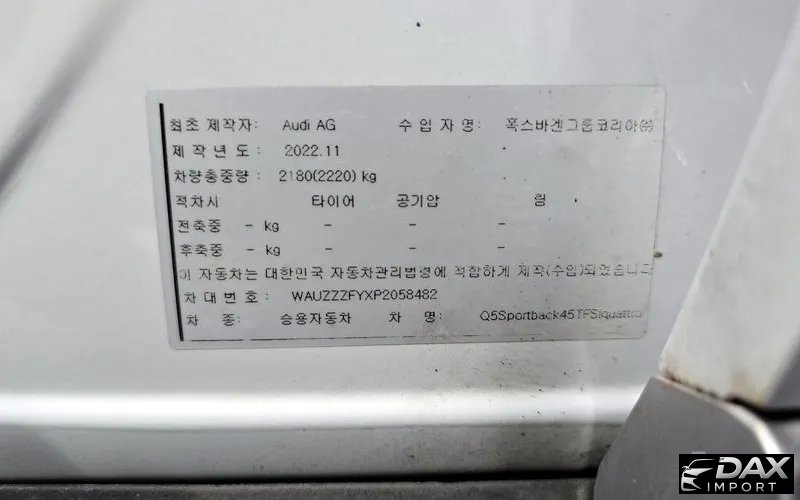 최초 제작자: Audi AG 수 입 자 명: 폭스바겐그룹코리아㈜
제 작 년 도 : 2022.11
차량총중량 : 2180(2220) kg
적차시 타이어 공기압 림
전축중 - kg - - -
후축중 - kg - - -
이 자동차는 대한민국 자동차관리법령에 적합하게 제작(수입)되었습니다
차 대 번 호 : WAUZZZFYXP2058482
차 종: 승용자동차 차 명: Q5Sportback45TFSIquattro
DAX
IMPORT